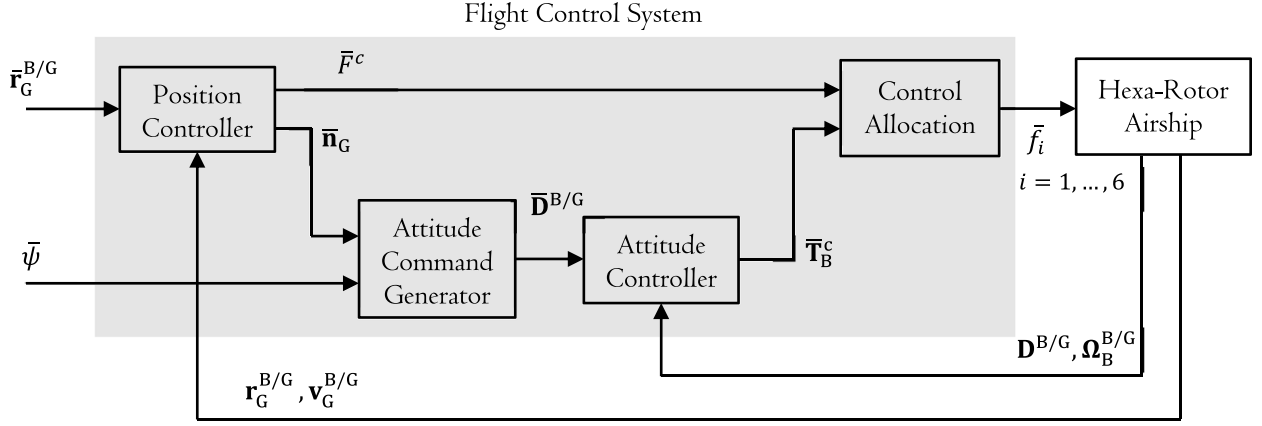 Flight Control System
r̄_G^{B/G}
Position
Controller
F̄^c
n̄_G
Control
Allocation
f̄_i
i = 1, … , 6
Hexa-Rotor
Airship
ψ̄
Attitude
Command
Generator
D̄^{B/G}
Attitude
Controller
T̄_B^c
D^{B/G}, Ω_B^{B/G}
r_G^{B/G} , v_G^{B/G}